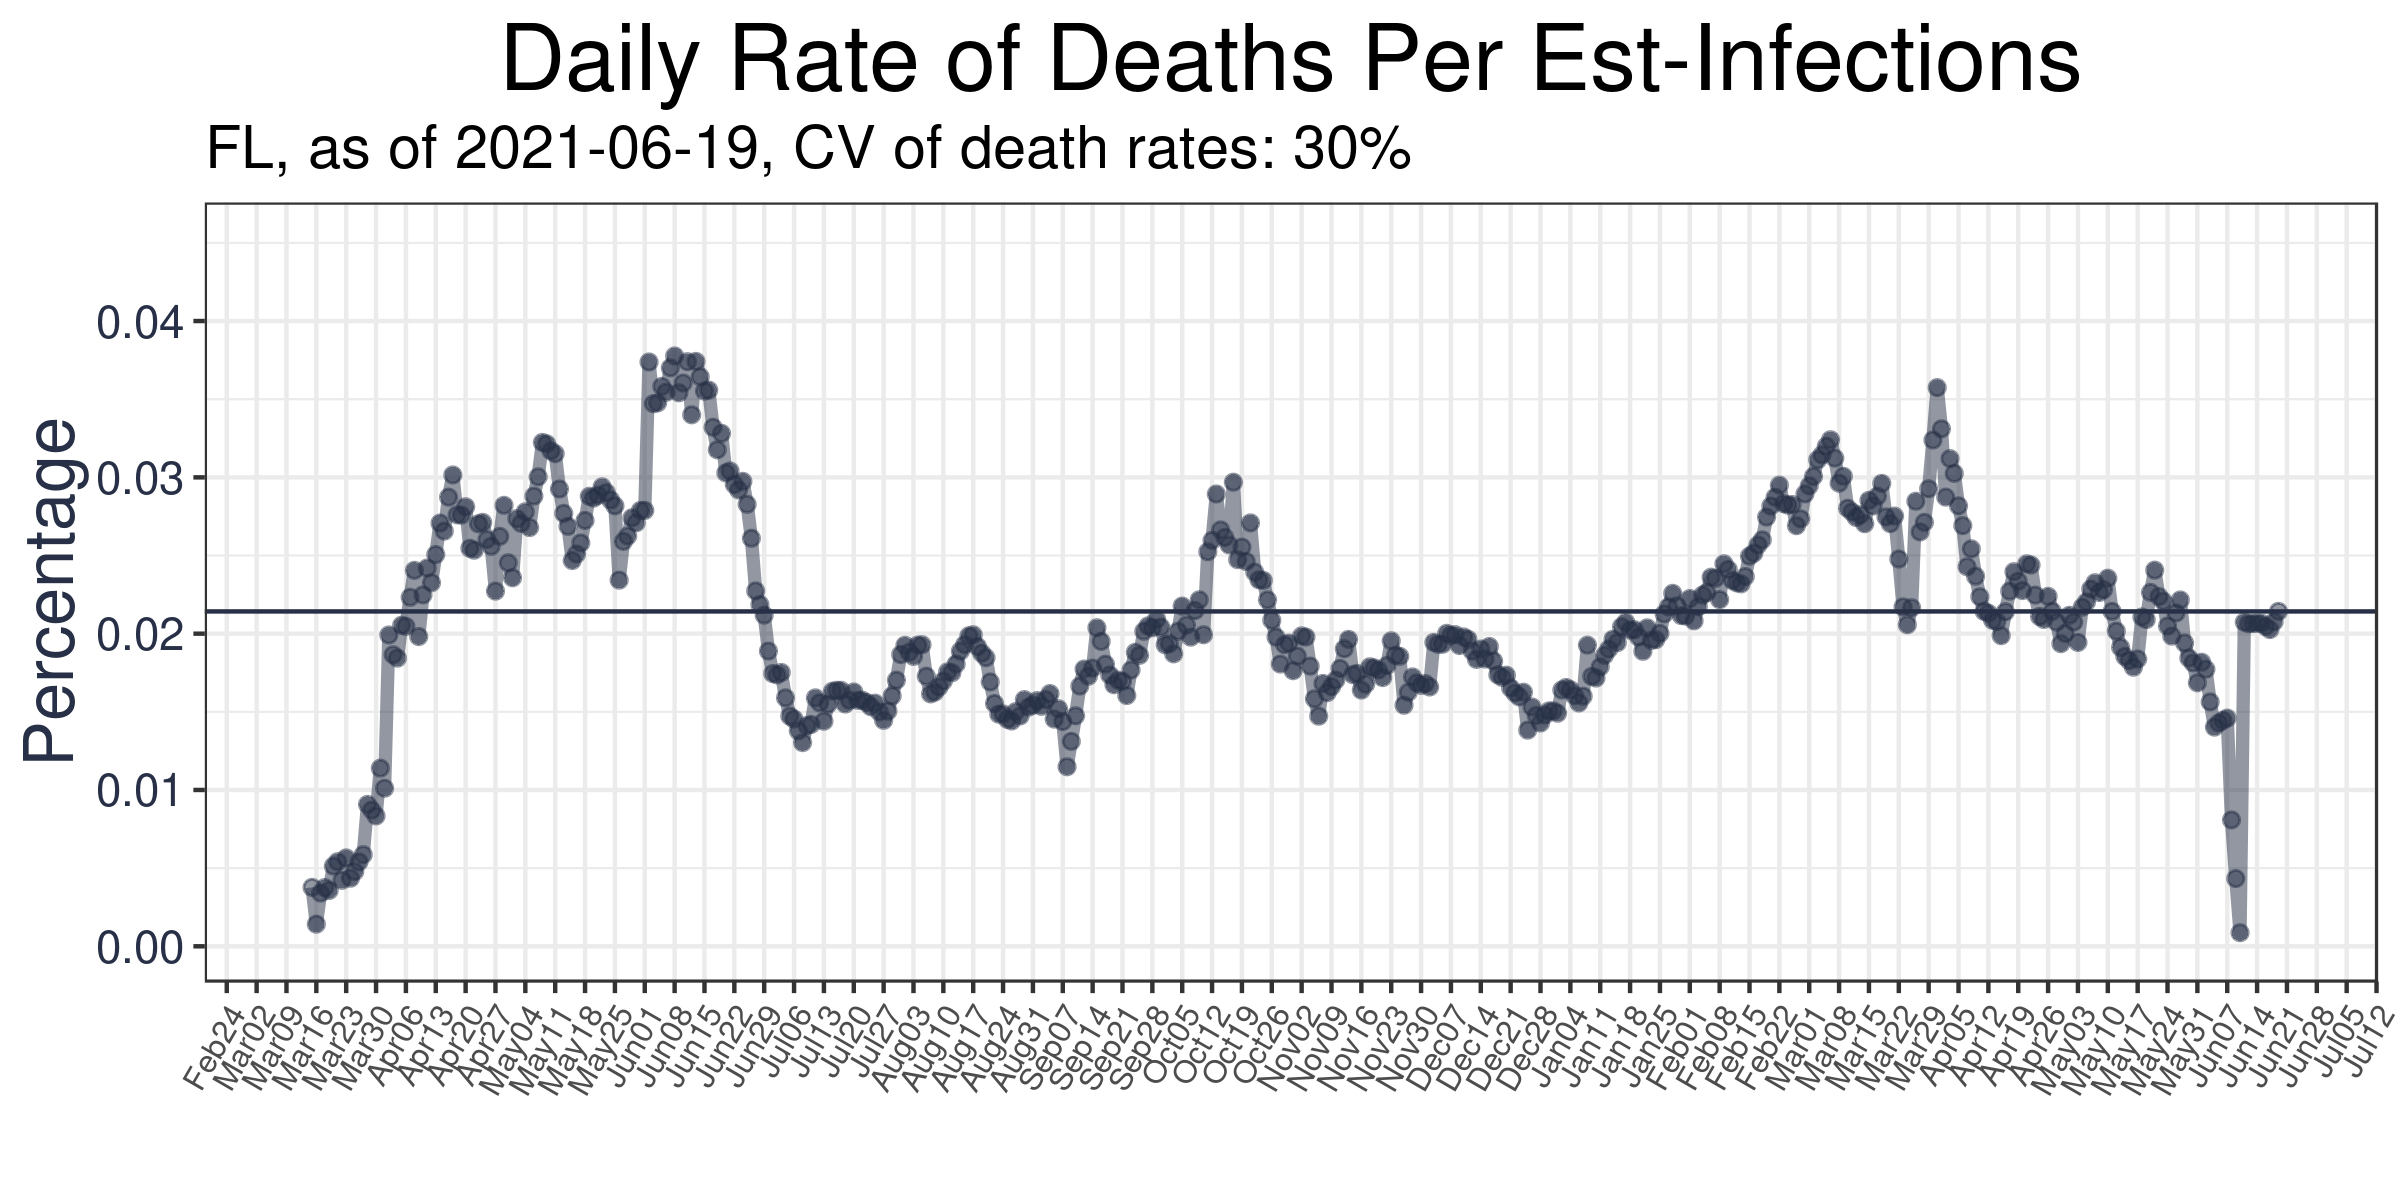 Daily Rate of Deaths Per Est-Infections
FL, as of 2021-06-19, CV of death rates: 30%
Percentage
0.04
0.03
0.02
0.01
0.00
Feb24
Mar02
Mar09
Mar16
Mar23
Mar30
Apr06
Apr13
Apr20
Apr27
May04
May11
May18
May25
Jun01
Jun08
Jun15
Jun22
Jun29
Jul06
Jul13
Jul20
Jul27
Aug03
Aug10
Aug17
Aug24
Aug31
Sep07
Sep14
Sep21
Sep28
Oct05
Oct12
Oct19
Oct26
Nov02
Nov09
Nov16
Nov23
Nov30
Dec07
Dec14
Dec21
Dec28
Jan04
Jan11
Jan18
Jan25
Feb01
Feb08
Feb15
Feb22
Mar01
Mar08
Mar15
Mar22
Mar29
Apr05
Apr12
Apr19
Apr26
May03
May10
May17
May24
May31
Jun07
Jun14
Jun21
Jun28
Jul05
Jul12